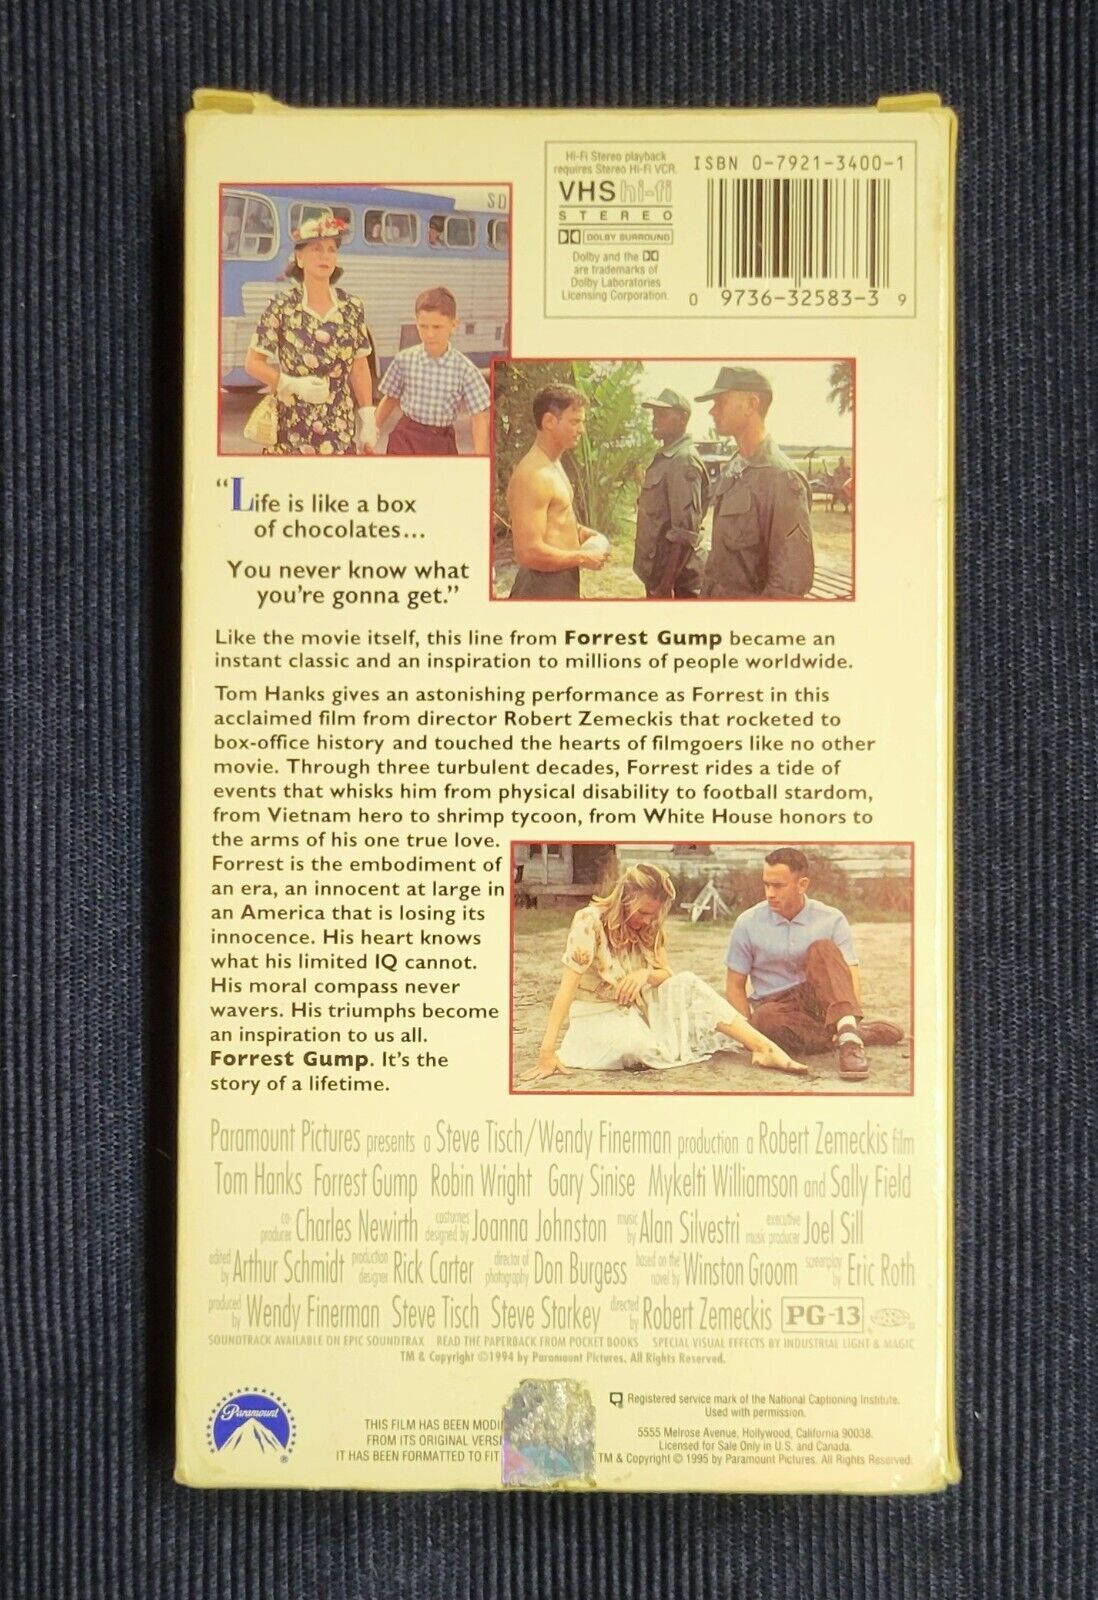 Hi-Fi Stereo playback
requires Stereo Hi-Fi VCR.
VHS hi-fi
STEREO
DOLBY SURROUND
Dolby and the
are trademarks of
Dolby Laboratories
Licensing Corporation.
ISBN 0-7921-3400-1
0 9736-32583-3 9
SD
“Life is like a box
of chocolates...
You never know what
you're gonna get.”
Like the movie itself, this line from Forrest Gump became an
instant classic and an inspiration to millions of people worldwide.
Tom Hanks gives an astonishing performance as Forrest in this
acclaimed film from director Robert Zemeckis that rocketed to
box-office history and touched the hearts of filmgoers like no other
movie. Through three turbulent decades, Forrest rides a tide of
events that whisks him from physical disability to football stardom,
from Vietnam hero to shrimp tycoon, from White House honors to
the arms of his one true love.
Forrest is the embodiment of
an era, an innocent at large in
an America that is losing its
innocence. His heart knows
what his limited IQ cannot.
His moral compass never
wavers. His triumphs become
an inspiration to us all.
Forrest Gump. It's the
story of a lifetime.
Paramount Pictures presents a Steve Tisch/Wendy Finerman production a Robert Zemeckis film
Tom Hanks Forrest Gump Robin Wright Gary Sinise Mykelti Williamson and Sally Field
co-producer Charles Newirth costumes designed by Joanna Johnston music by Alan Silvestri executive music producer Joel Sill
edited by Arthur Schmidt production designer Rick Carter director of photography Don Burgess based on the novel by Winston Groom screenplay by Eric Roth
produced by Wendy Finerman Steve Tisch Steve Starkey directed by Robert Zemeckis PG-13
SOUNDTRACK AVAILABLE ON EPIC SOUNDTRAX READ THE PAPERBACK FROM POCKET BOOKS SPECIAL VISUAL EFFECTS BY INDUSTRIAL LIGHT & MAGIC
TM & Copyright ©1994 by Paramount Pictures. All Rights Reserved.
Paramount
®
THIS FILM HAS BEEN MODI
FROM ITS ORIGINAL VERSI
IT HAS BEEN FORMATTED TO FIT
Registered service mark of the National Captioning Institute.
Used with permission.
5555 Melrose Avenue, Hollywood, California 90038.
Licensed for Sale Only in U.S. and Canada.
TM & Copyright © 1995 by Paramount Pictures. All Rights Reserved.